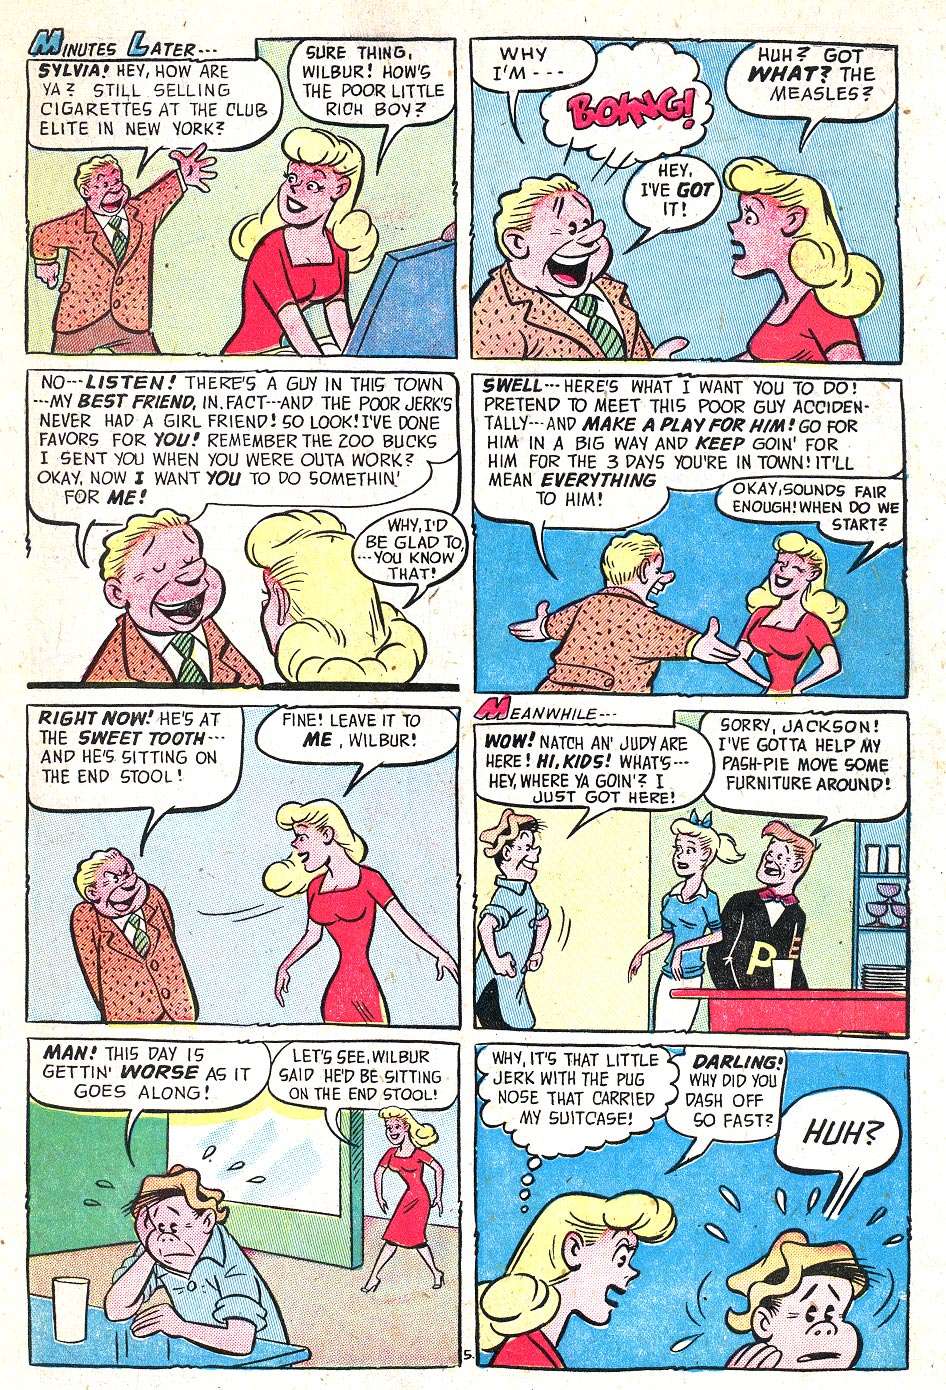 MINUTES LATER---
SYLVIA! HEY, HOW ARE
YA? STILL SELLING
CIGARETTES AT THE CLUB
ELITE IN NEW YORK?
SURE THING,
WILBUR! HOW'S
THE POOR LITTLE
RICH BOY?
WHY
I'M---
BOING!
HEY,
I'VE GOT
IT!
HUH? GOT
WHAT? THE
MEASLES?
NO---LISTEN! THERE'S A GUY IN THIS TOWN
---MY BEST FRIEND, IN FACT---AND THE POOR JERK'S
NEVER HAD A GIRL FRIEND! SO LOOK! I'VE DONE
FAVORS FOR YOU! REMEMBER THE 200 BUCKS
I SENT YOU WHEN YOU WERE OUTA WORK?
OKAY, NOW I WANT YOU TO DO SOMETHIN'
FOR ME!
WHY, I'D
BE GLAD TO,
---YOU KNOW
THAT!
SWELL---HERE'S WHAT I WANT YOU TO DO!
PRETEND TO MEET THIS POOR GUY ACCIDEN-
TALLY---AND MAKE A PLAY FOR HIM! GO FOR
HIM IN A BIG WAY AND KEEP GOIN' FOR
HIM FOR THE 3 DAYS YOU'RE IN TOWN! IT'LL
MEAN EVERYTHING
TO HIM!
OKAY, SOUNDS FAIR
ENOUGH! WHEN DO WE
START?
RIGHT NOW! HE'S AT
THE SWEET TOOTH---
AND HE'S SITTING ON
THE END STOOL!
FINE! LEAVE IT TO
ME, WILBUR!
MEANWHILE---
WOW! NATCH AN' JUDY ARE
HERE! HI, KIDS! WHAT'S---
HEY, WHERE YA GOIN'? I
JUST GOT HERE!
SORRY, JACKSON!
I'VE GOTTA HELP MY
PASH-PIE MOVE SOME
FURNITURE AROUND!
P E
MAN! THIS DAY IS
GETTIN' WORSE AS IT
GOES ALONG!
LET'S SEE, WILBUR
SAID HE'D BE SITTING
ON THE END STOOL!
WHY, IT'S THAT LITTLE
JERK WITH THE PUG
NOSE THAT CARRIED
MY SUITCASE!
DARLING!
WHY DID YOU
DASH OFF
SO FAST?
HUH?
5.